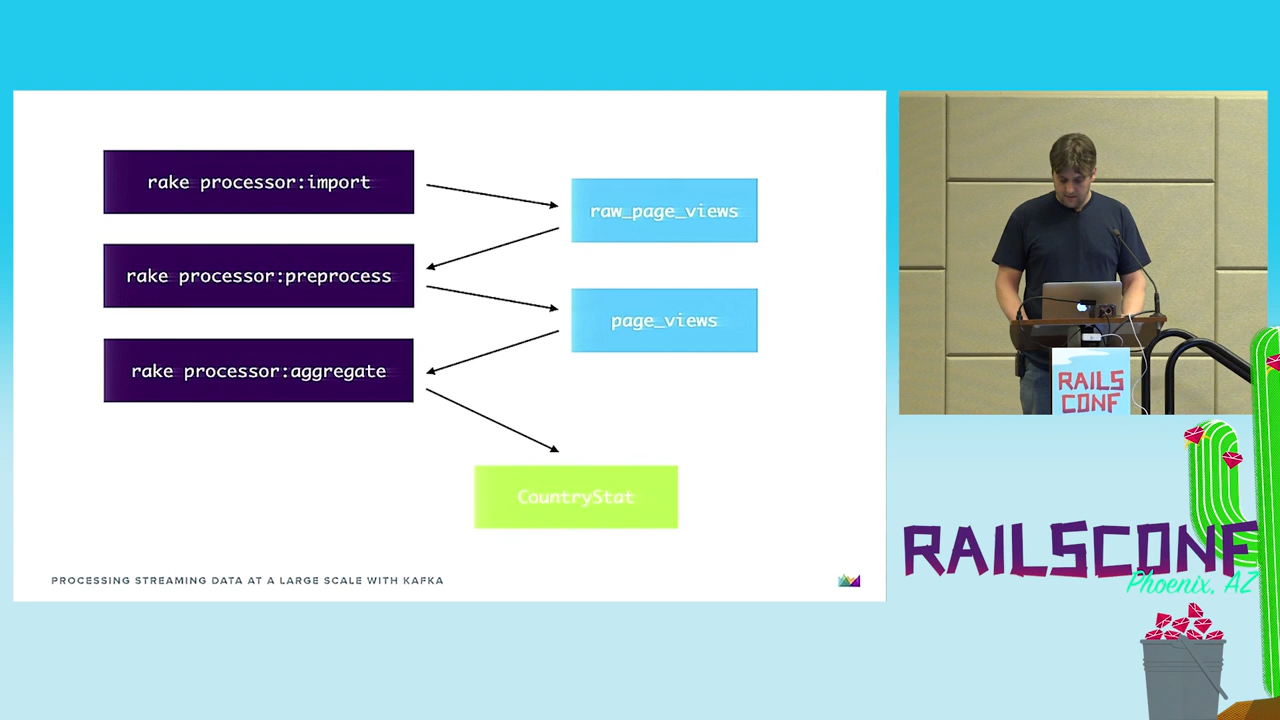 rake processor:import
raw_page_views
rake processor:preprocess
page_views
rake processor:aggregate
CountryStat
PROCESSING STREAMING DATA AT A LARGE SCALE WITH KAFKA
RAILS
CONF
RAILSCONF
Phoenix, AZ